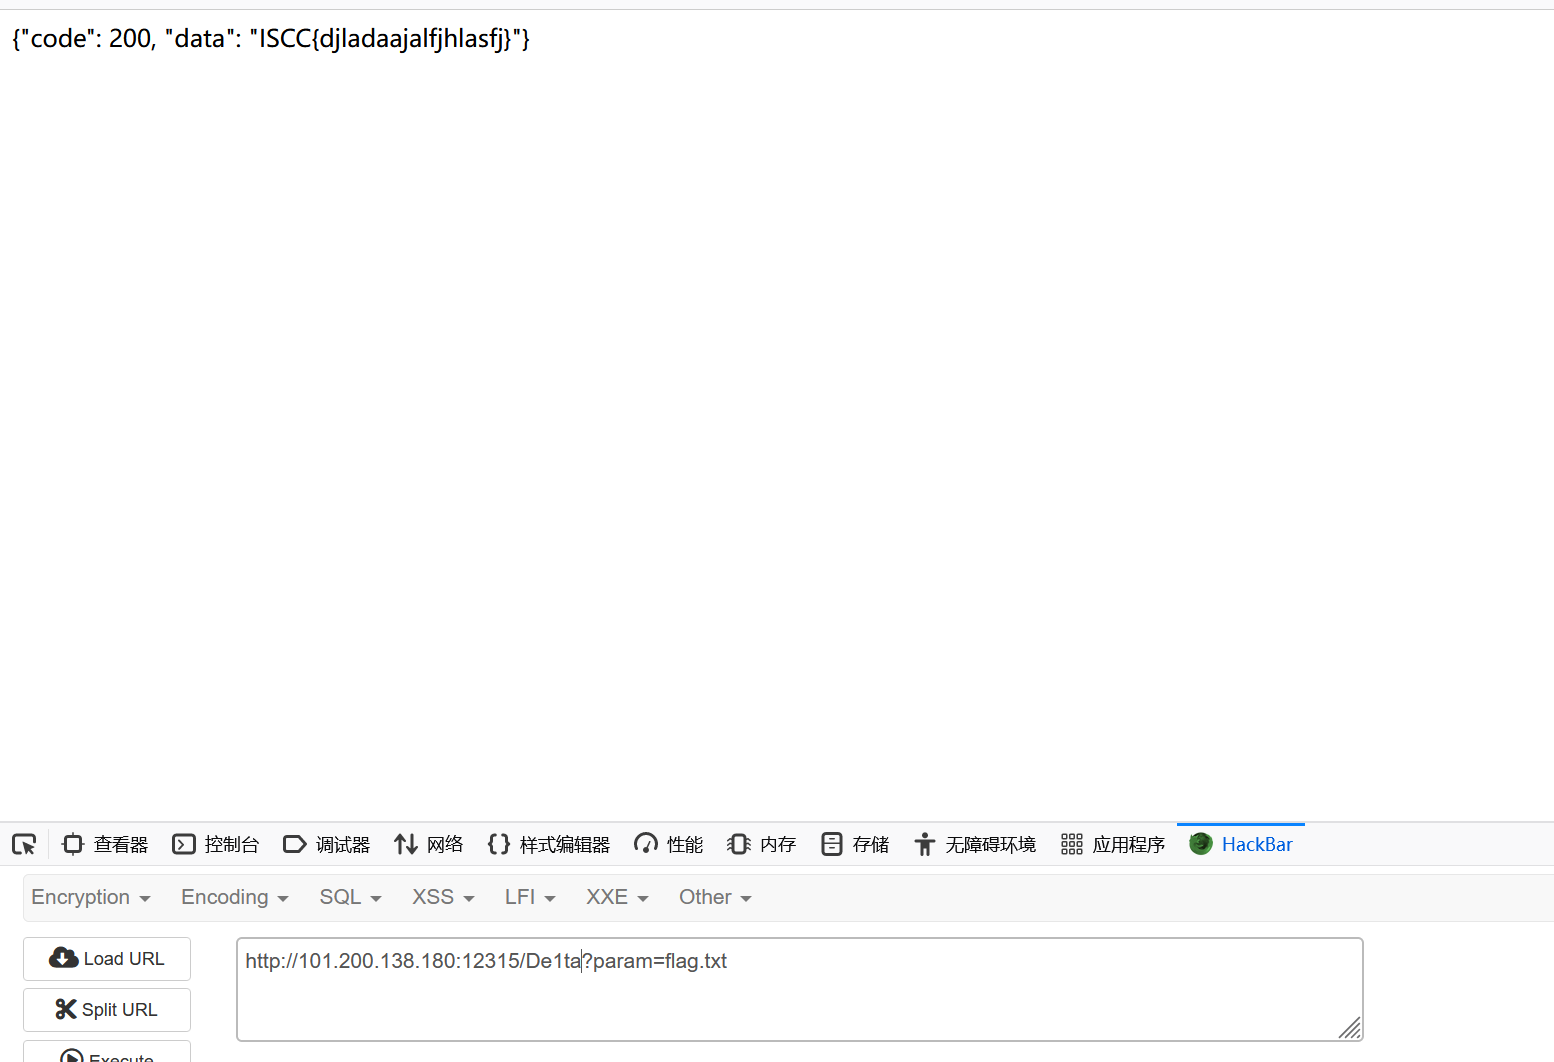 {"code": 200, "data": "ISCC{djladaajalfjhlasfj}"}
查看器 控制台 调试器 网络 样式编辑器 性能 内存 存储 无障碍环境 应用程序 HackBar
Encryption Encoding SQL XSS LFI XXE Other
Load URL
http://101.200.138.180:12315/De1ta?param=flag.txt
Split URL
Execute